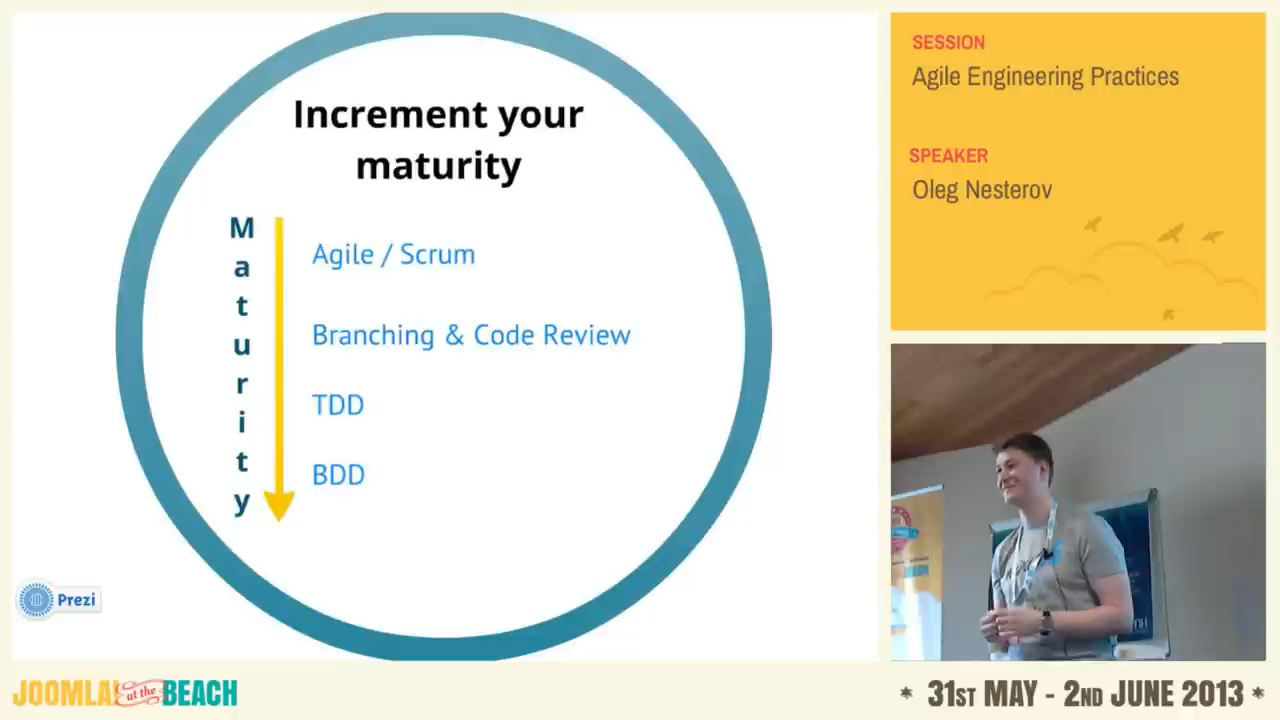 Increment your
maturity
Maturity
Agile / Scrum
Branching & Code Review
TDD
BDD
Prezi
SESSION
Agile Engineering Practices
SPEAKER
Oleg Nesterov
JOOMLA! at the BEACH
* 31ST MAY - 2ND JUNE 2013 *